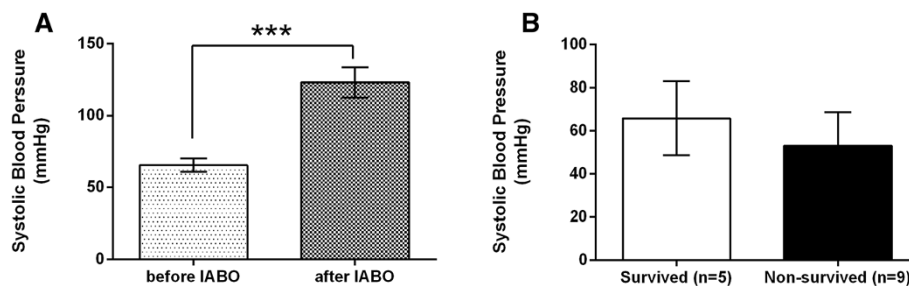 A
Systolic Blood Perssure
(mmHg)
150
100
50
0
***
before IABO
after IABO
B
Systolic Blood Pressure
(mmHg)
100
80
60
40
20
0
Survived (n=5)
Non-survived (n=9)